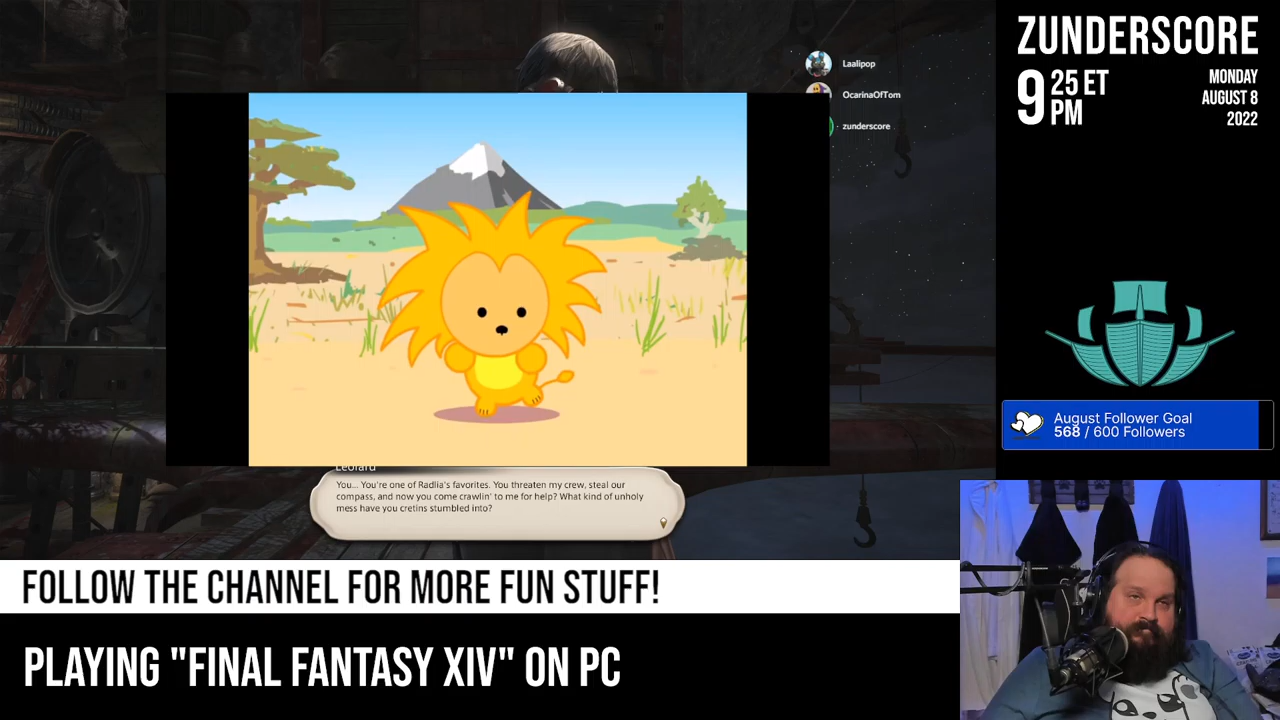 ZUNDERSCORE
9 25 ET
PM
MONDAY
AUGUST 8
2022
Laalipop
OcarinaOfTom
zunderscore
August Follower Goal
568 / 600 Followers
Leofard
You... You're one of Radlia's favorites. You threaten my crew, steal our
compass, and now you come crawlin' to me for help? What kind of unholy
mess have you cretins stumbled into?
FOLLOW THE CHANNEL FOR MORE FUN STUFF!
PLAYING "FINAL FANTASY XIV" ON PC